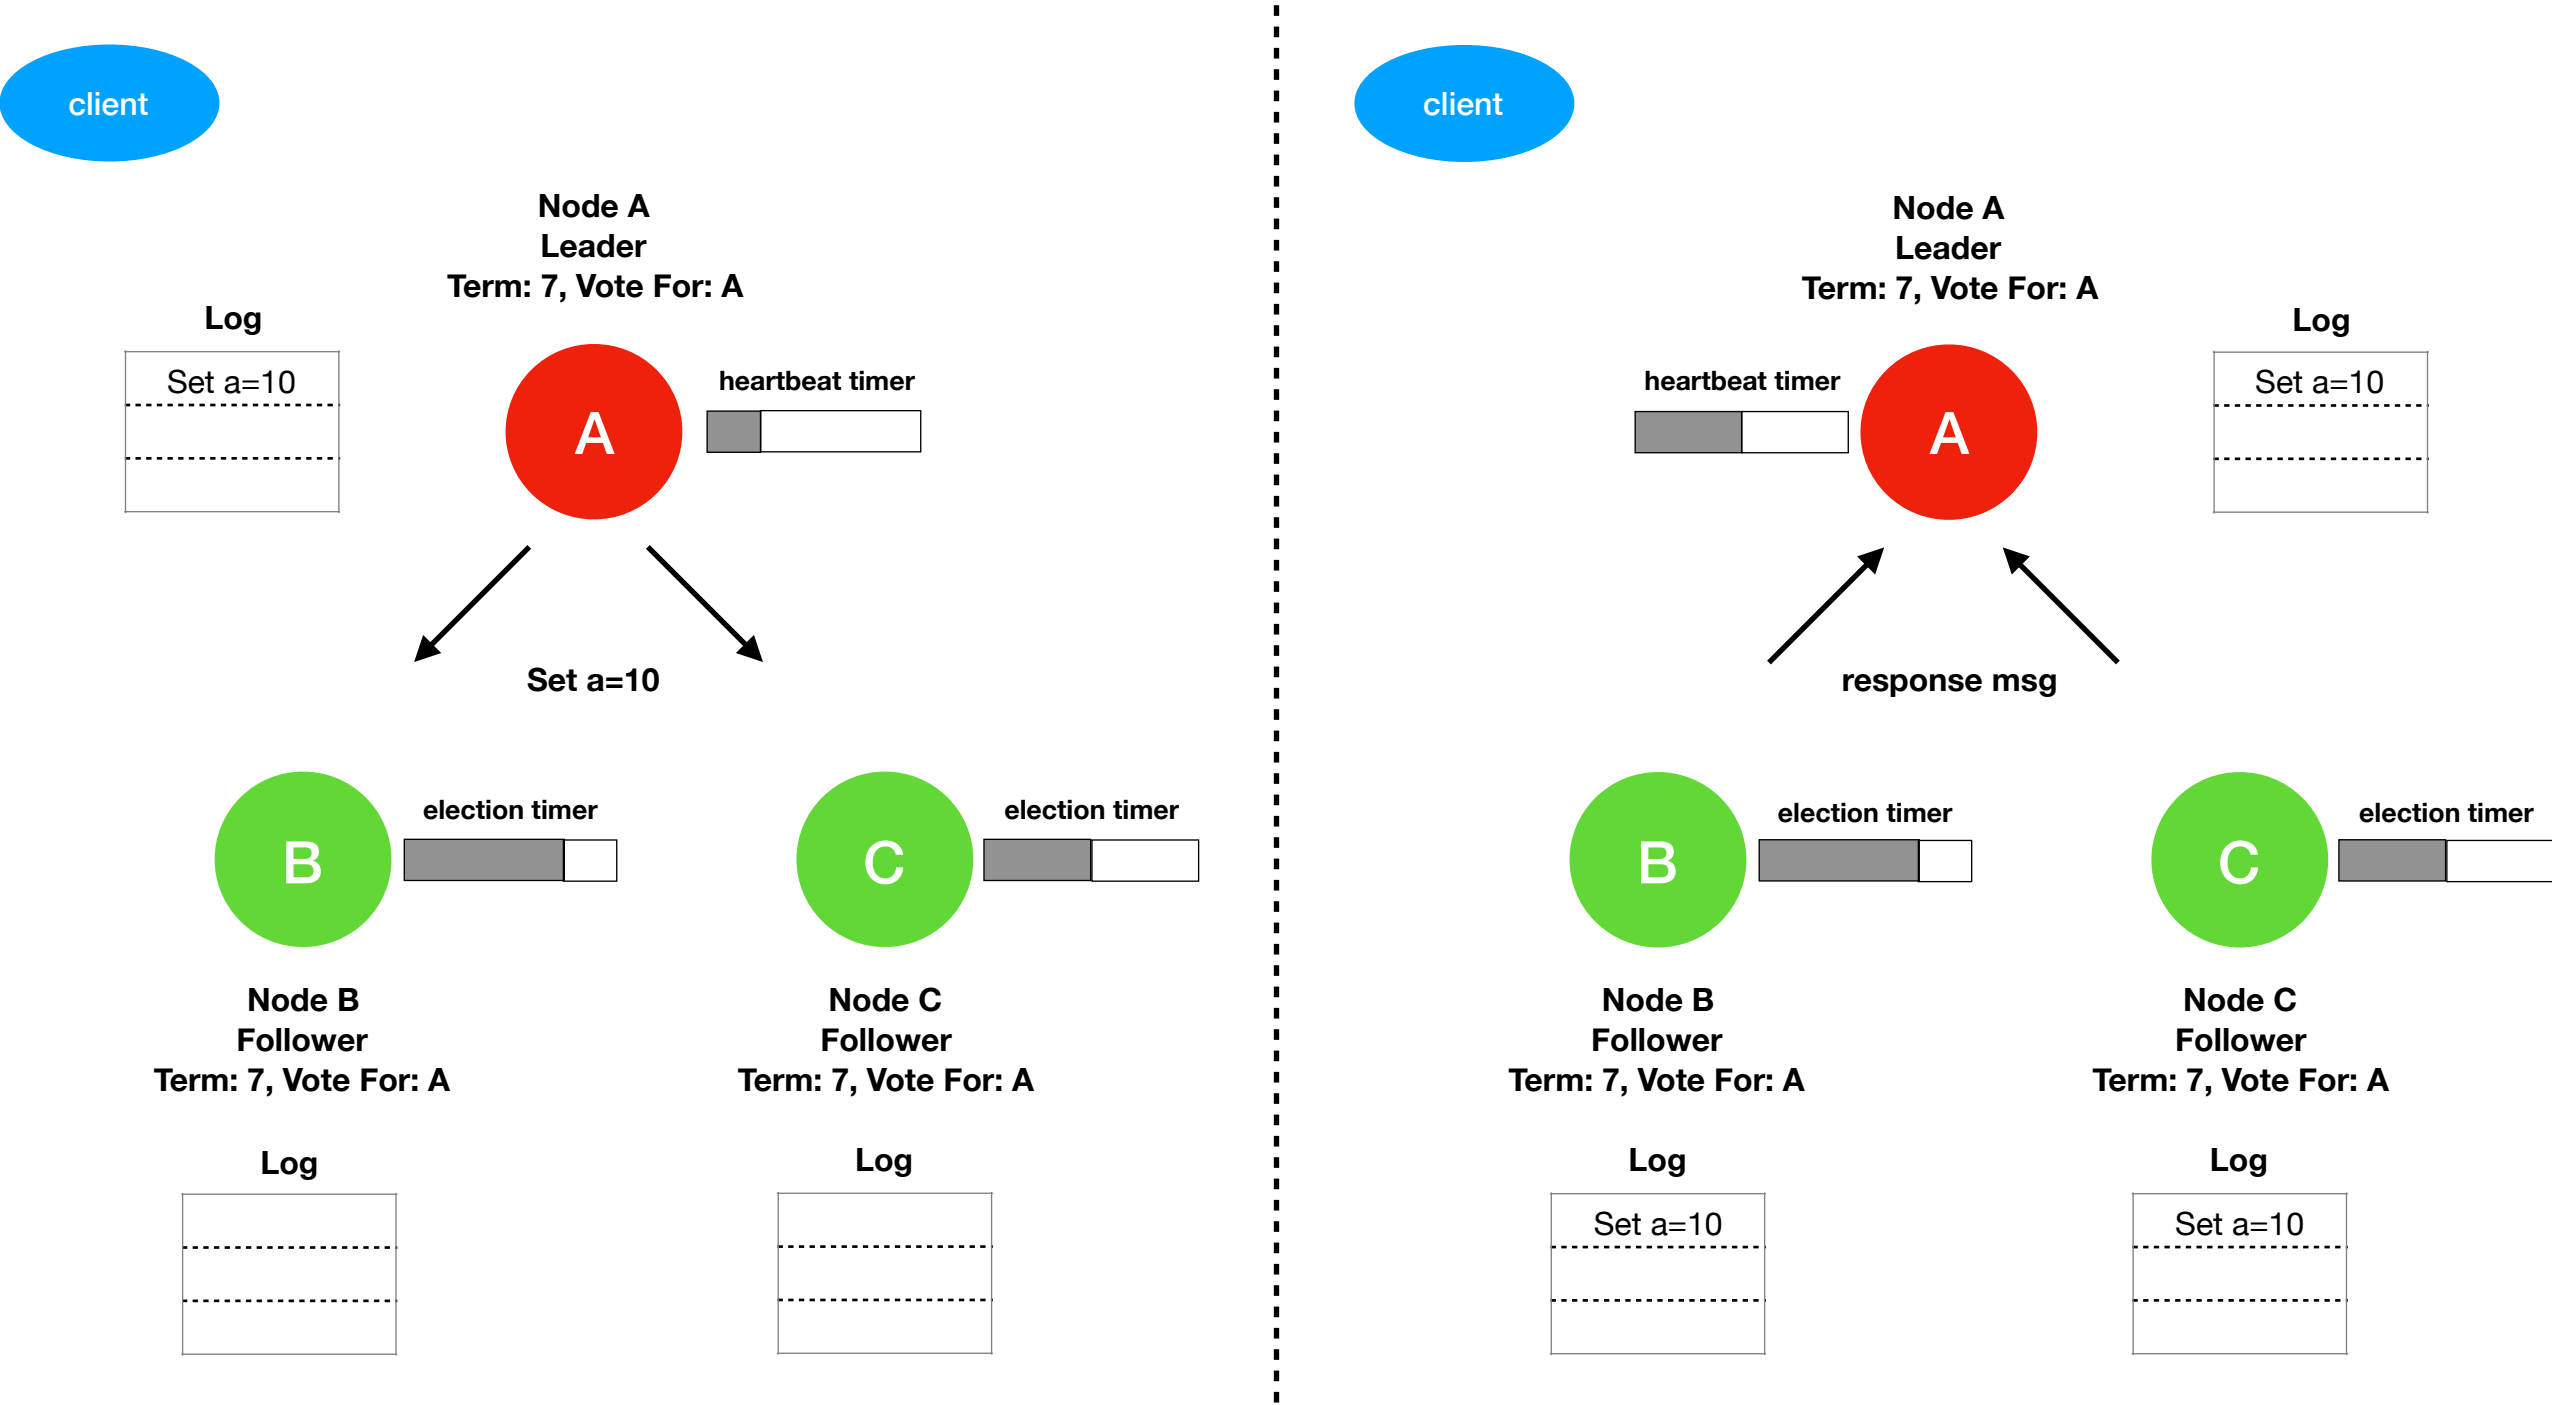 client
Node A
Leader
Term: 7, Vote For: A
Log
Set a=10
A
heartbeat timer
Set a=10
B
election timer
C
election timer
Node B
Follower
Term: 7, Vote For: A
Node C
Follower
Term: 7, Vote For: A
Log
Log
client
Node A
Leader
Term: 7, Vote For: A
heartbeat timer
A
Log
Set a=10
response msg
B
election timer
C
election timer
Node B
Follower
Term: 7, Vote For: A
Node C
Follower
Term: 7, Vote For: A
Log
Set a=10
Log
Set a=10